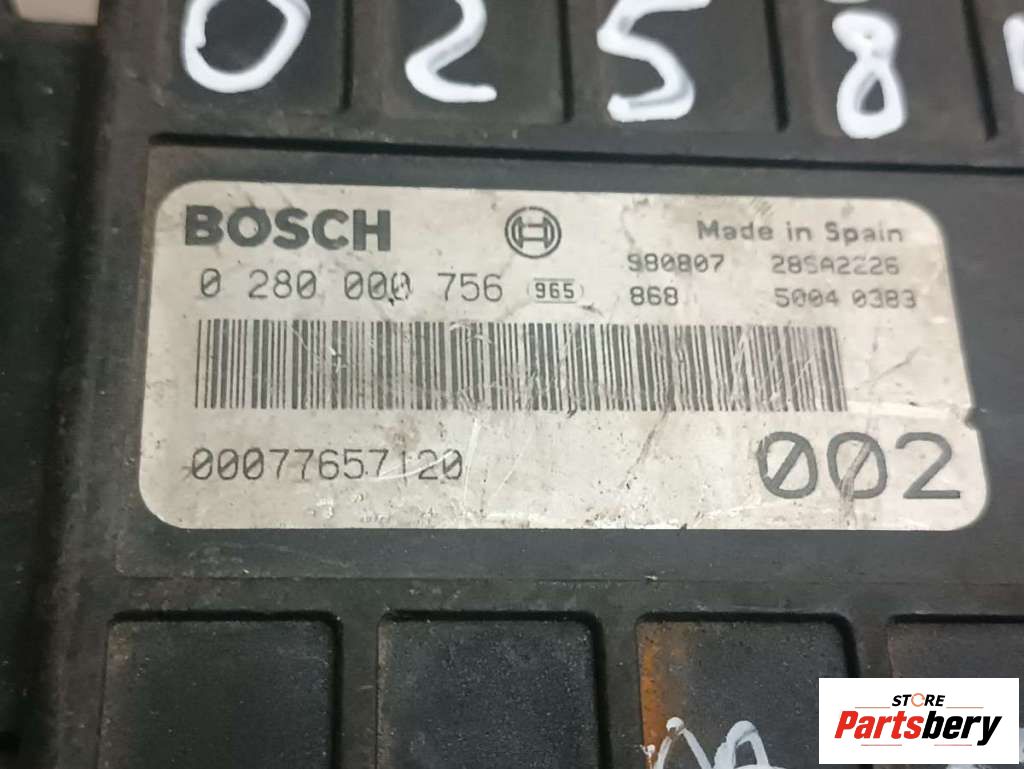 0258
BOSCH
Made in Spain
980807 28SA2226
0 280 000 756 965 868 5004 0383
00077657120
002
STORE
Partsbery